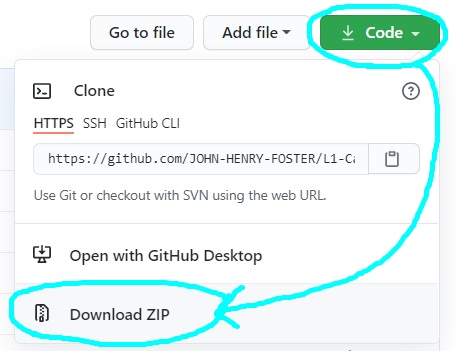 Go to file Add file Code
Clone
HTTPS SSH GitHub CLI
https://github.com/JOHN-HENRY-FOSTER/L1-Ca
Use Git or checkout with SVN using the web URL.
Open with GitHub Desktop
Download ZIP